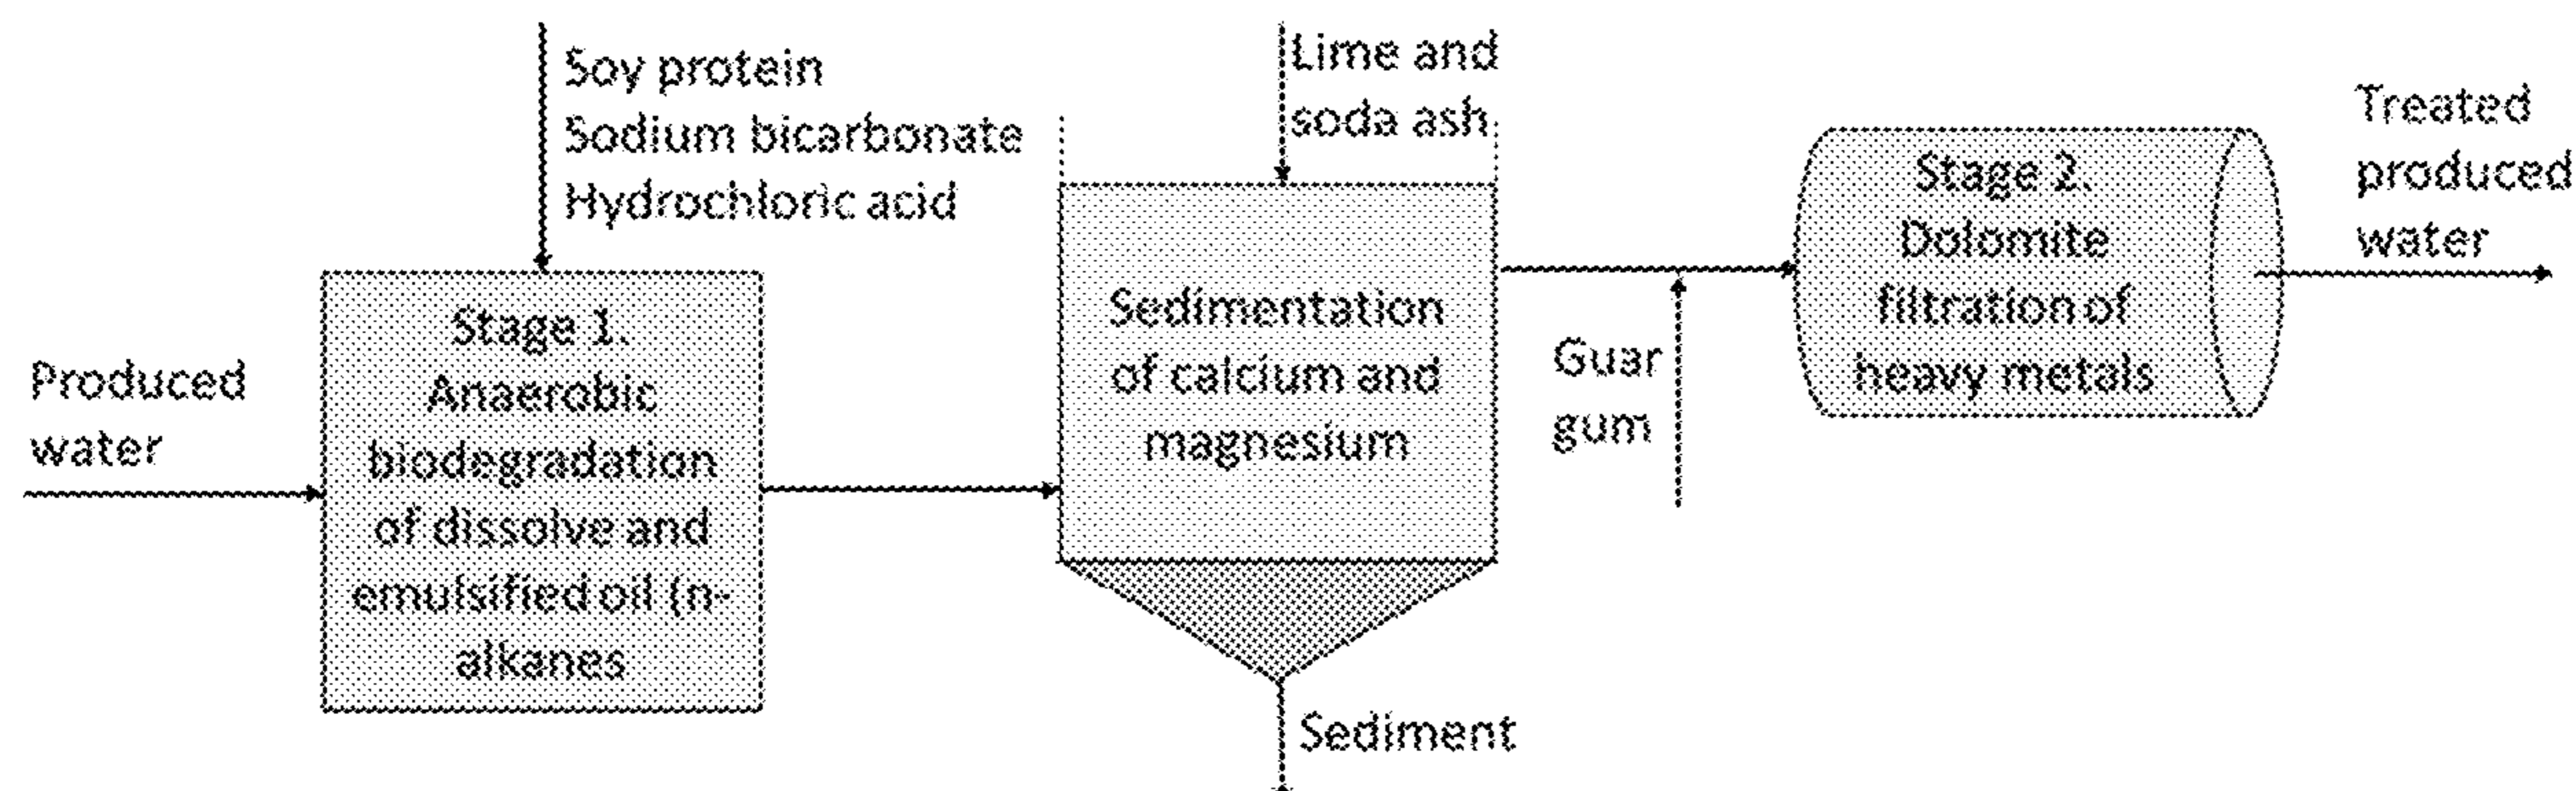 Produced
water
Soy protein
Sodium bicarbonate
Hydrochloric acid
Stage 1.
Anaerobic
biodegradation
of dissolve and
emulsified oil (n-
alkanes
Lime and
soda ash
Sedimentation
of calcium and
magnesium
Sediment
Guar
gum
Stage 2.
Dolomite
filtration of
heavy metals
Treated
produced
water